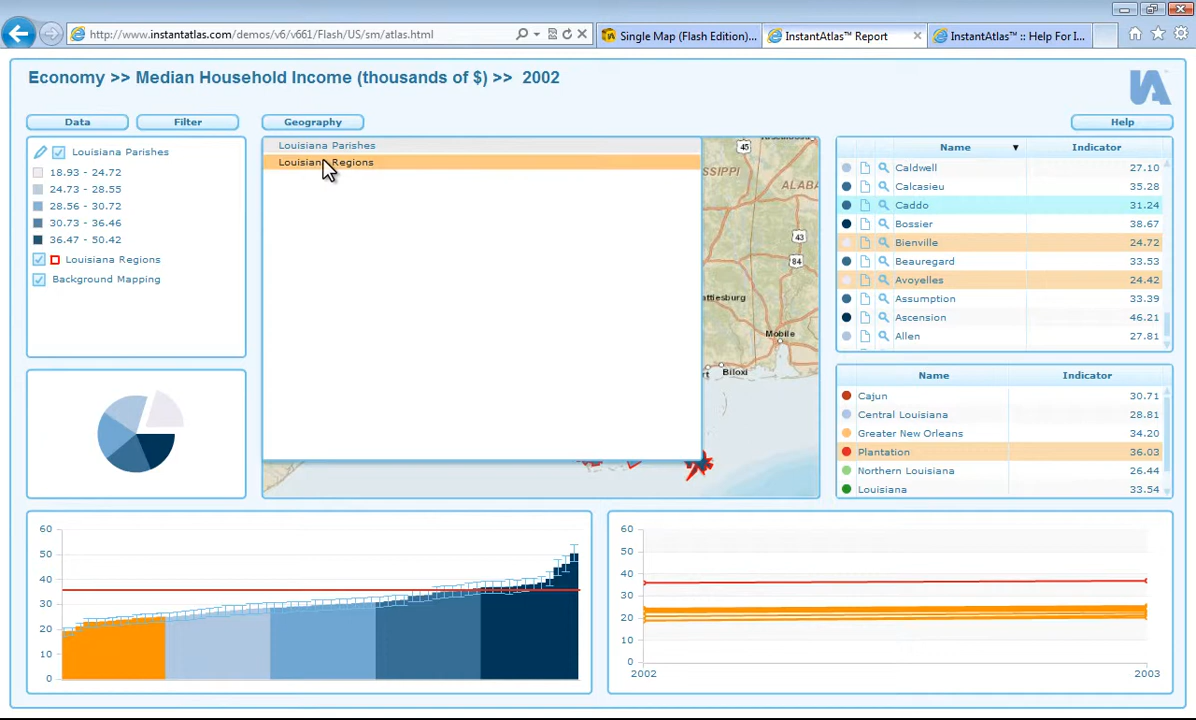 http://www.instantatlas.com/demos/v6/v661/Flash/US/sm/atlas.html
Single Map (Flash Edition)...
InstantAtlas™ Report
InstantAtlas™ :: Help For I...
Economy >> Median Household Income (thousands of $) >> 2002
Data
Filter
Geography
Help
Louisiana Parishes
18.93 - 24.72
24.73 - 28.55
28.56 - 30.72
30.73 - 36.46
36.47 - 50.42
Louisiana Regions
Background Mapping
Louisiana Parishes
Louisiana Regions
45
SSIPPI
ALABA
43
84
attiesburg
Mobile
Biloxi
Name Indicator
Caldwell 27.10
Calcasieu 35.28
Caddo 31.24
Bossier 38.67
Bienville 24.72
Beauregard 33.53
Avoyelles 24.42
Assumption 33.39
Ascension 46.21
Allen 27.81
Name Indicator
Cajun 30.71
Central Louisiana 28.81
Greater New Orleans 34.20
Plantation 36.03
Northern Louisiana 26.44
Louisiana 33.54
60
50
40
30
20
10
0
60
50
40
30
20
10
0
2002 2003